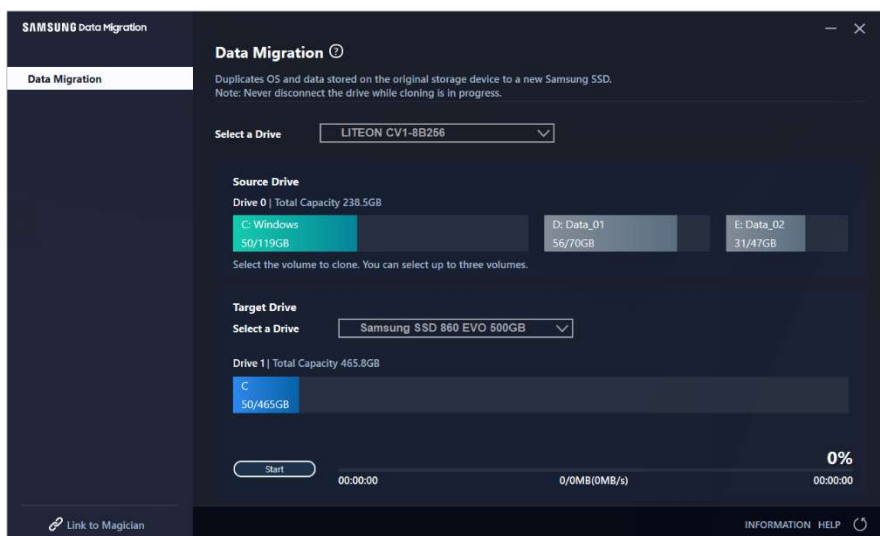 SAMSUNG Data Migration
Data Migration
Data Migration ?
Duplicates OS and data stored on the original storage device to a new Samsung SSD.
Note: Never disconnect the drive while cloning is in progress.
Select a Drive LITEON CV1-8B256
Source Drive
Drive 0 | Total Capacity 238.5GB
C: Windows D: Data_01 E: Data_02
50/119GB 56/70GB 31/47GB
Select the volume to clone. You can select up to three volumes.
Target Drive
Select a Drive Samsung SSD 860 EVO 500GB
Drive 1 | Total Capacity 465.8GB
C
50/465GB
0%
Start
00:00:00 0/0MB(0MB/s) 00:00:00
Link to Magician
INFORMATION HELP